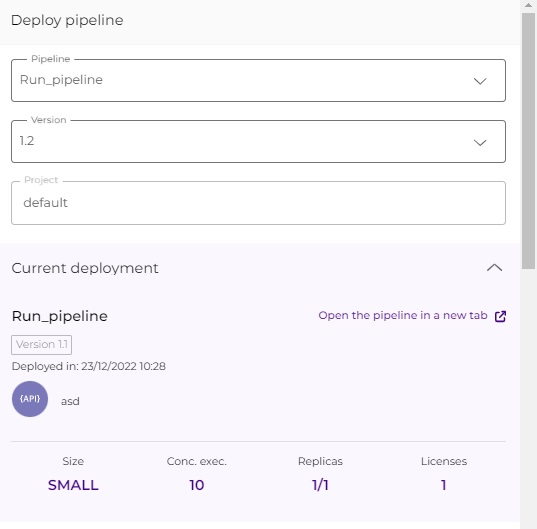 Deploy pipeline
Pipeline
Run_pipeline
Version
1.2
Project
default
Current deployment
Run_pipeline
Open the pipeline in a new tab
Version 1.1
Deployed in: 23/12/2022 10:28
{API}
asd
Size Conc. exec. Replicas Licenses
SMALL 10 1/1 1